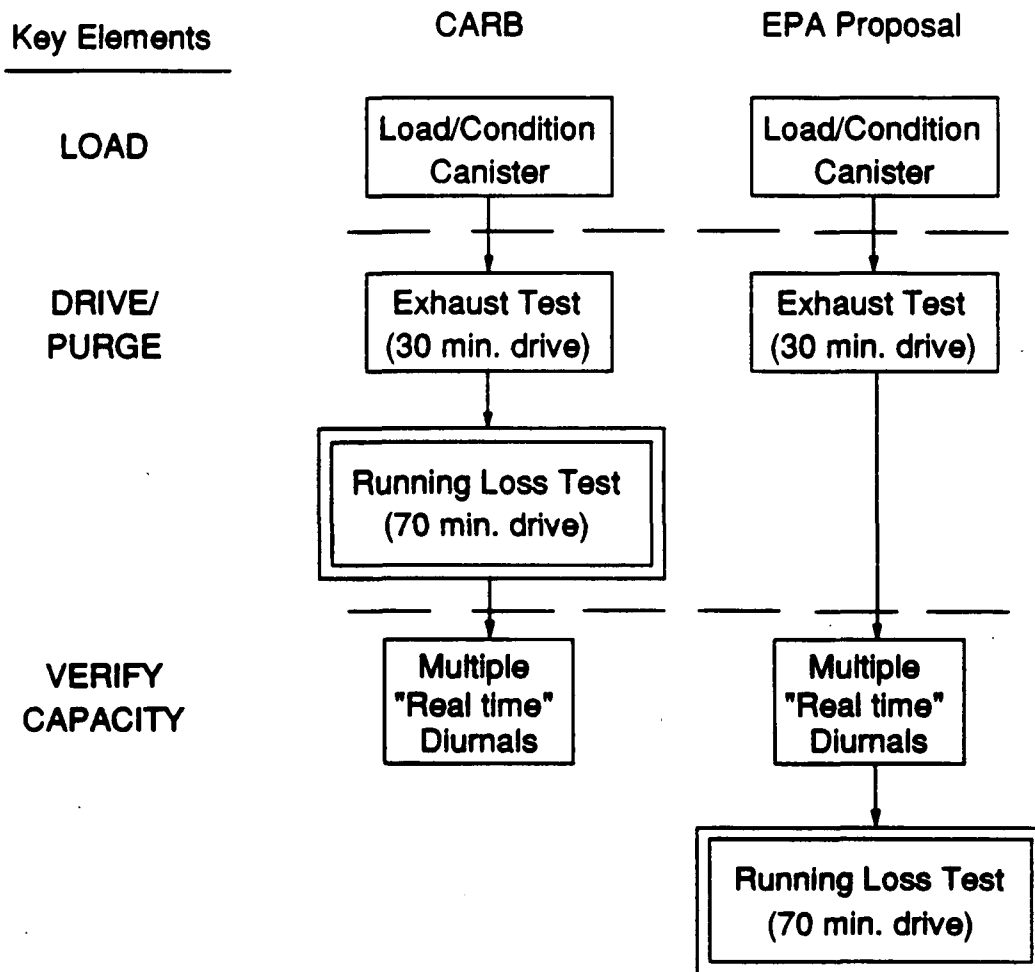 Key Elements
CARB
EPA Proposal
LOAD
Load/Condition
Canister
Load/Condition
Canister
DRIVE/
PURGE
Exhaust Test
(30 min. drive)
Exhaust Test
(30 min. drive)
Running Loss Test
(70 min. drive)
VERIFY
CAPACITY
Multiple
"Real time"
Diurnals
Multiple
"Real time"
Diurnals
Running Loss Test
(70 min. drive)